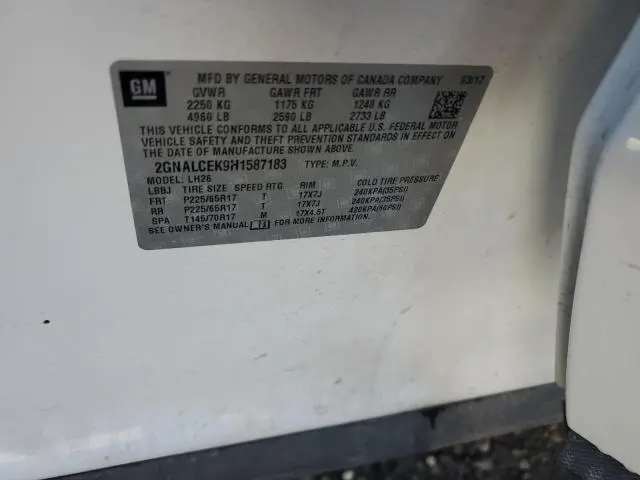 GM
MFD BY GENERAL MOTORS OF CANADA COMPANY 03/17
GVWR GAWR FRT GAWR RR
2250 KG 1175 KG 1240 KG
4960 LB 2590 LB 2733 LB
THIS VEHICLE CONFORMS TO ALL APPLICABLE U.S. FEDERAL MOTOR
VEHICLE SAFETY AND THEFT PREVENTION STANDARDS IN EFFECT ON THE
DATE OF MANUFACTURE SHOWN ABOVE.
2GNALCEK9H1587183 TYPE: M.P.V.
MODEL: LH26
LBBJ TIRE SIZE SPEED RTG RIM COLD TIRE PRESSURE
FRT P225/65R17 T 17X7J 240KPA(35PSI)
RR P225/65R17 T 17X7J 240KPA(35PSI)
SPA T145/70R17 M 17X4.5T 420KPA(60PSI)
SEE OWNER'S MANUAL FOR MORE INFORMATION.